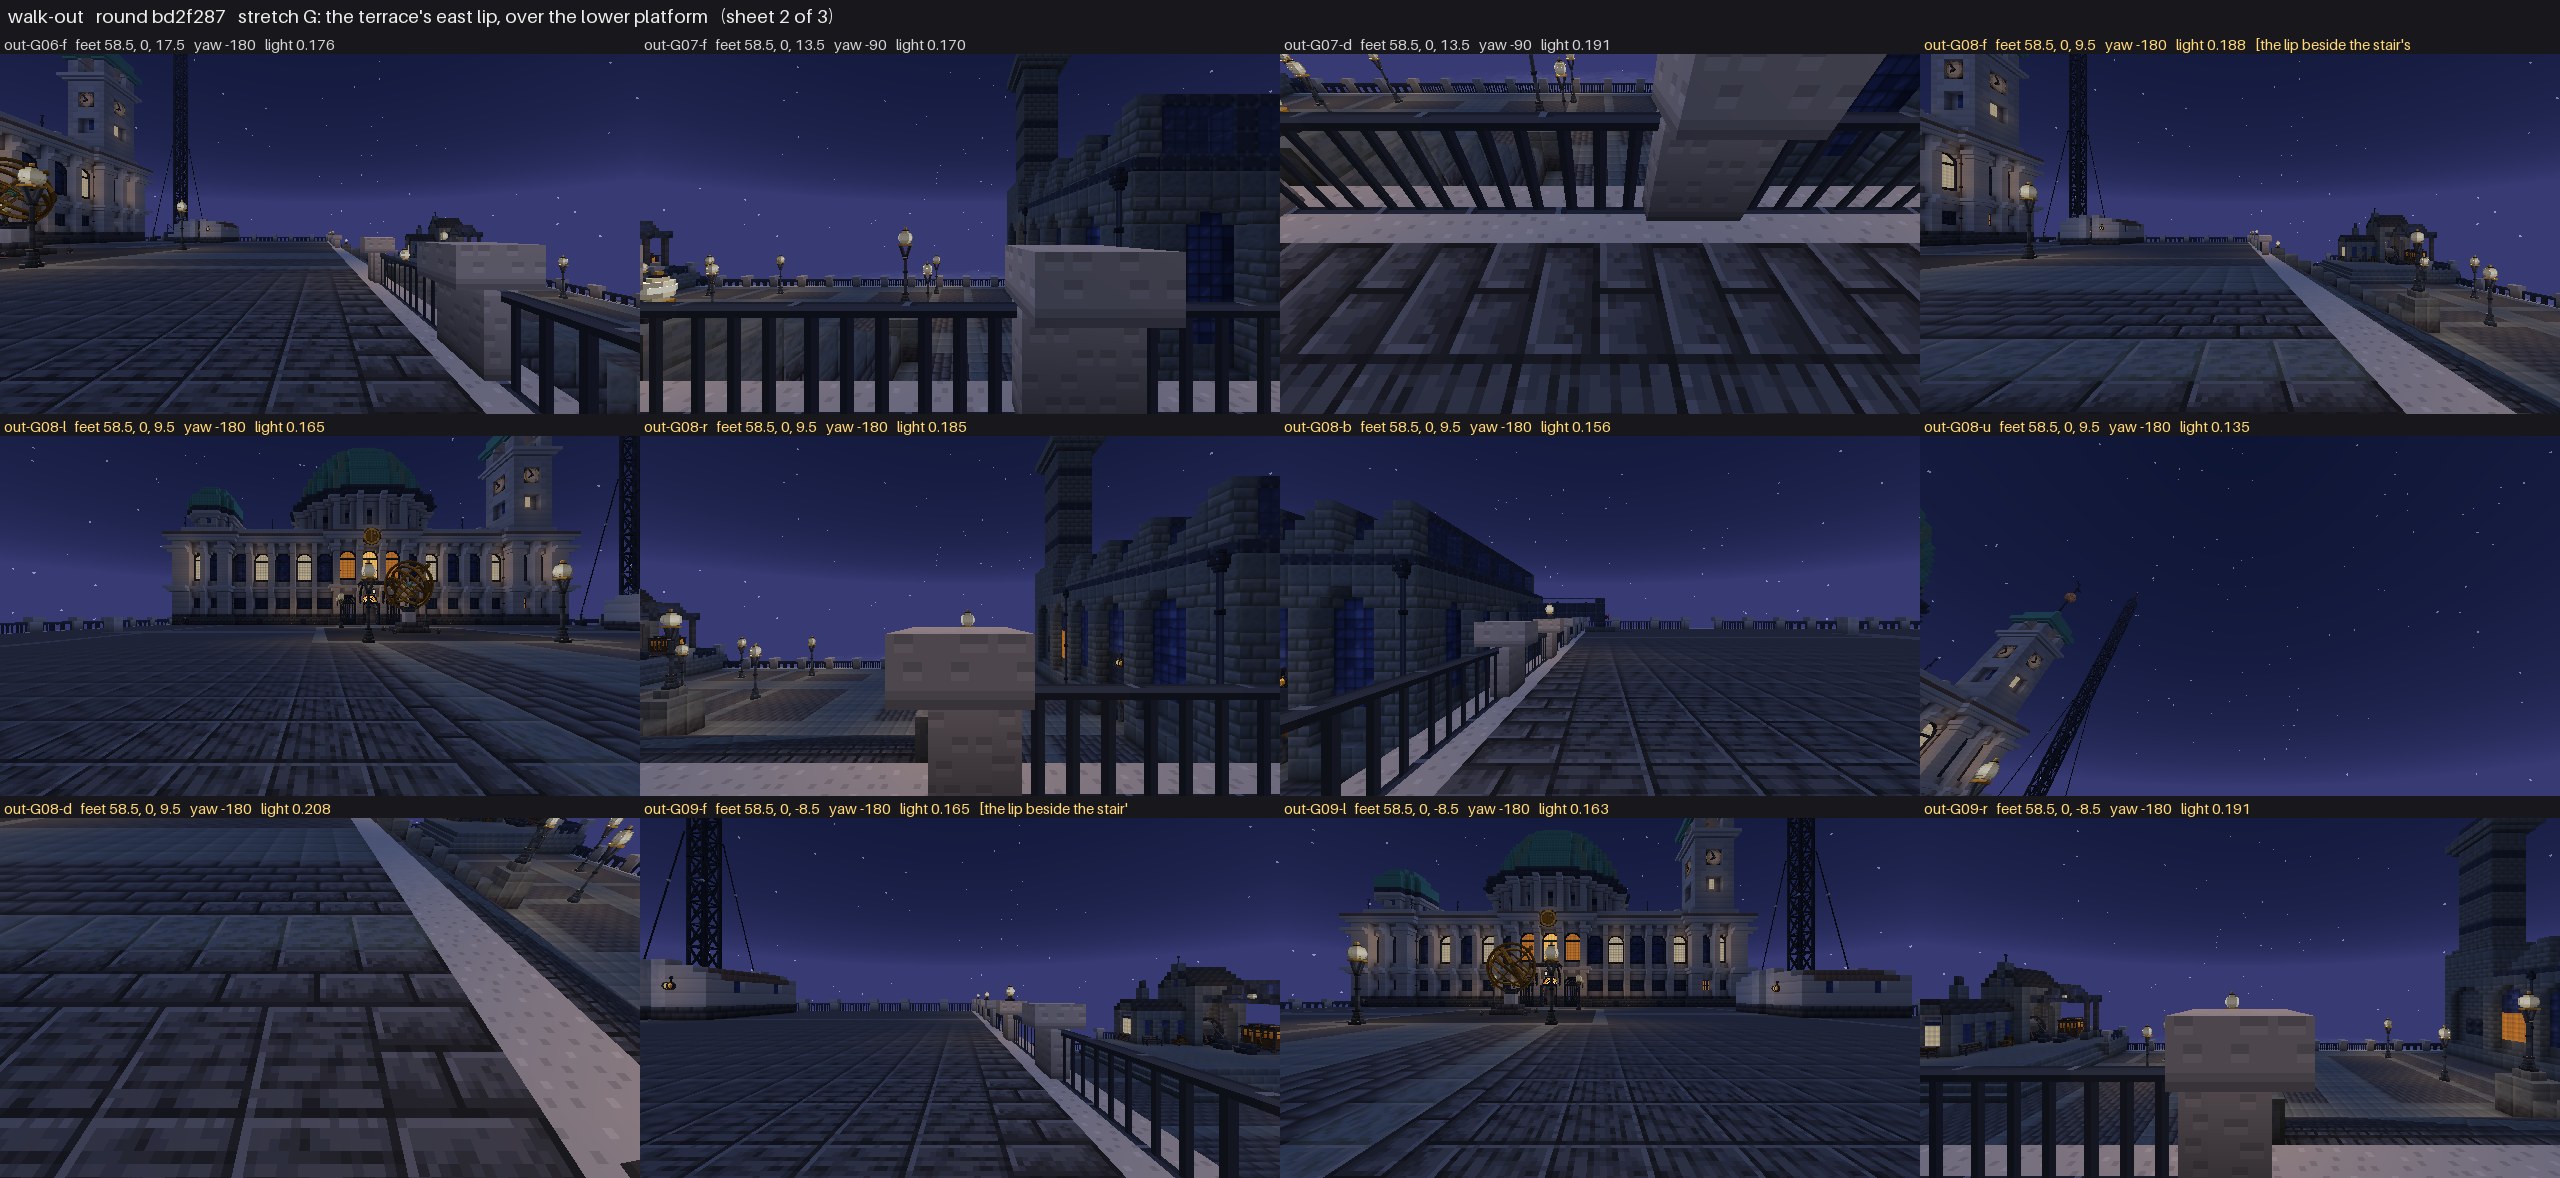 walk-out round bd2f287 stretch G: the terrace's east lip, over the lower platform (sheet 2 of 3)
out-G06-f feet 58.5, 0, 17.5 yaw -180 light 0.176
out-G07-f feet 58.5, 0, 13.5 yaw -90 light 0.170
out-G07-d feet 58.5, 0, 13.5 yaw -90 light 0.191
out-G08-f feet 58.5, 0, 9.5 yaw -180 light 0.188 [the lip beside the stair's
out-G08-l feet 58.5, 0, 9.5 yaw -180 light 0.165
out-G08-r feet 58.5, 0, 9.5 yaw -180 light 0.185
out-G08-b feet 58.5, 0, 9.5 yaw -180 light 0.156
out-G08-u feet 58.5, 0, 9.5 yaw -180 light 0.135
out-G08-d feet 58.5, 0, 9.5 yaw -180 light 0.208
out-G09-f feet 58.5, 0, -8.5 yaw -180 light 0.165 [the lip beside the stair'
out-G09-l feet 58.5, 0, -8.5 yaw -180 light 0.163
out-G09-r feet 58.5, 0, -8.5 yaw -180 light 0.191